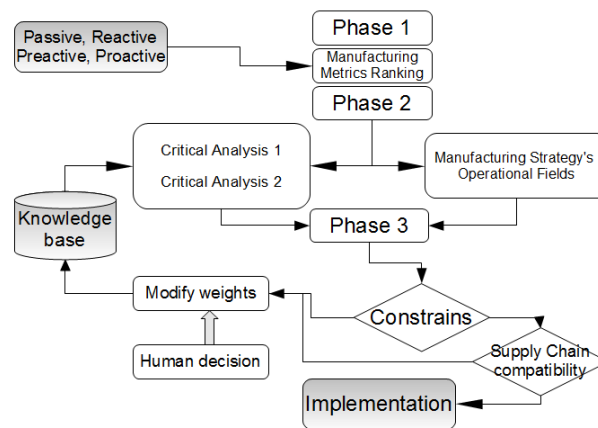 Passive, Reactive
Preactive, Proactive
Phase 1
Manufacturing
Metrics Ranking
Phase 2
Critical Analysis 1
Critical Analysis 2
Manufacturing Strategy's
Operational Fields
Knowledge
base
Phase 3
Modify weights
Constrains
Human decision
Supply Chain
compatibility
Implementation